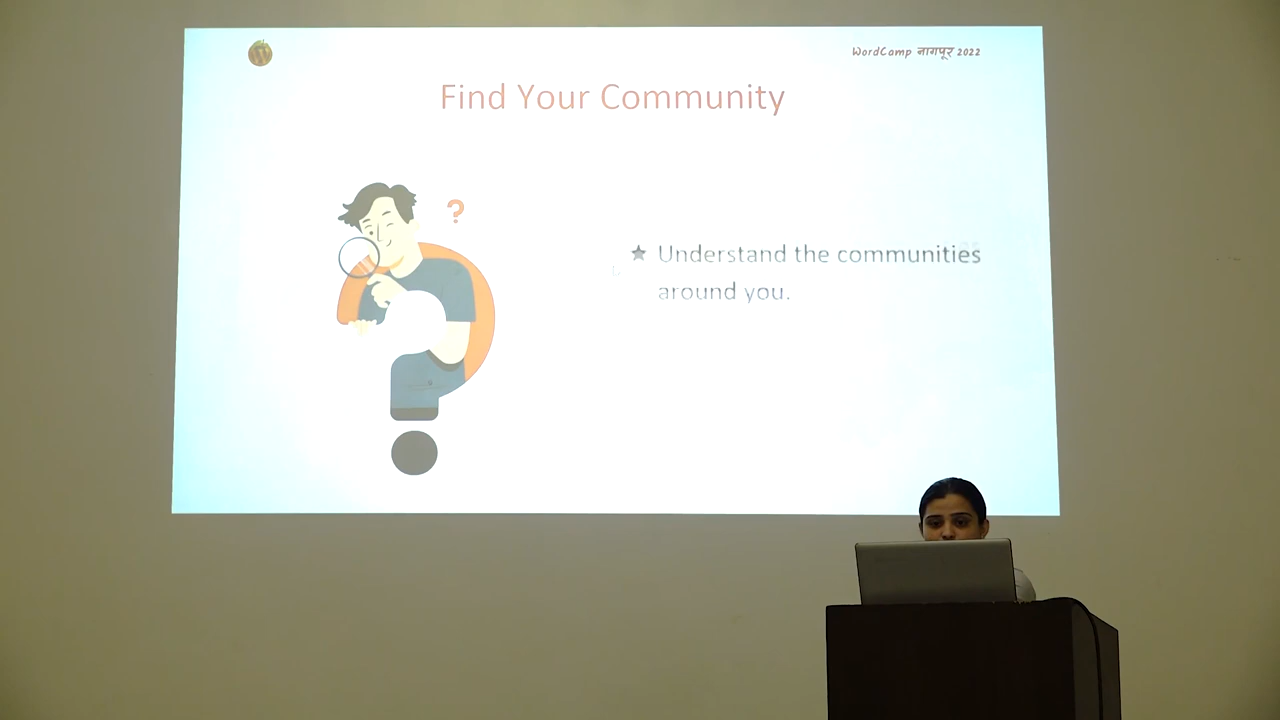 WordCamp नागपूर 2022
Find Your Community
?
★ Understand the communities
around you.